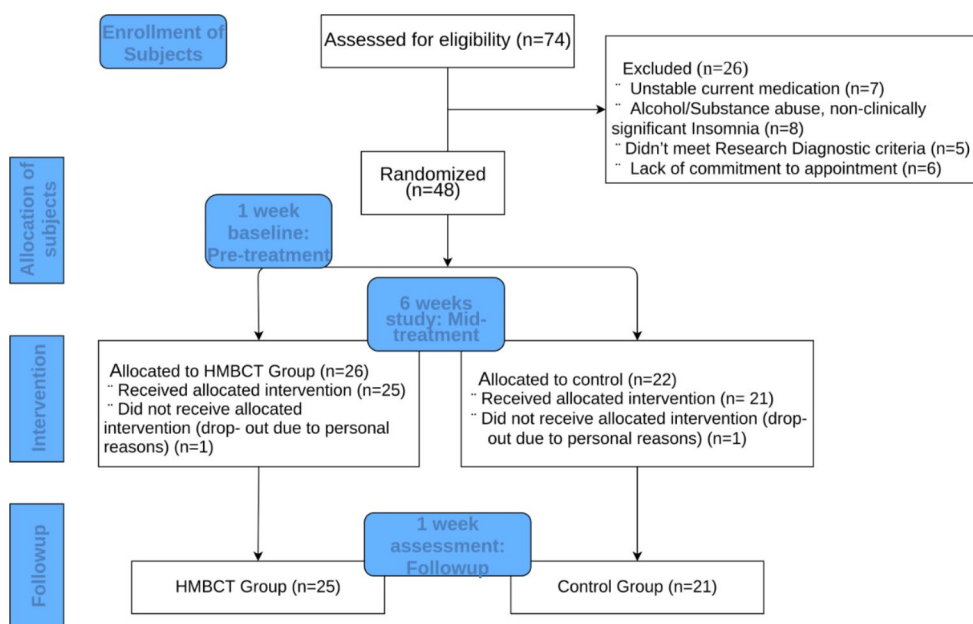 Enrollment of
Subjects
Assessed for eligibility (n=74)
Excluded (n=26)
¨ Unstable current medication (n=7)
¨ Alcohol/Substance abuse, non-clinically
significant Insomnia (n=8)
¨ Didn't meet Research Diagnostic criteria (n=5)
¨ Lack of commitment to appointment (n=6)
Allocation of
subjects
Randomized
(n=48)
1 week
baseline:
Pre-treatment
6 weeks
study: Mid-
treatment
Intervention
Allocated to HMBCT Group (n=26)
¨ Received allocated intervention (n=25)
¨ Did not receive allocated
intervention (drop- out due to personal
reasons) (n=1)
Allocated to control (n=22)
¨ Received allocated intervention (n= 21)
¨ Did not receive allocated intervention (drop-
out due to personal reasons) (n=1)
Followup
1 week
assessment:
Followup
HMBCT Group (n=25)
Control Group (n=21)